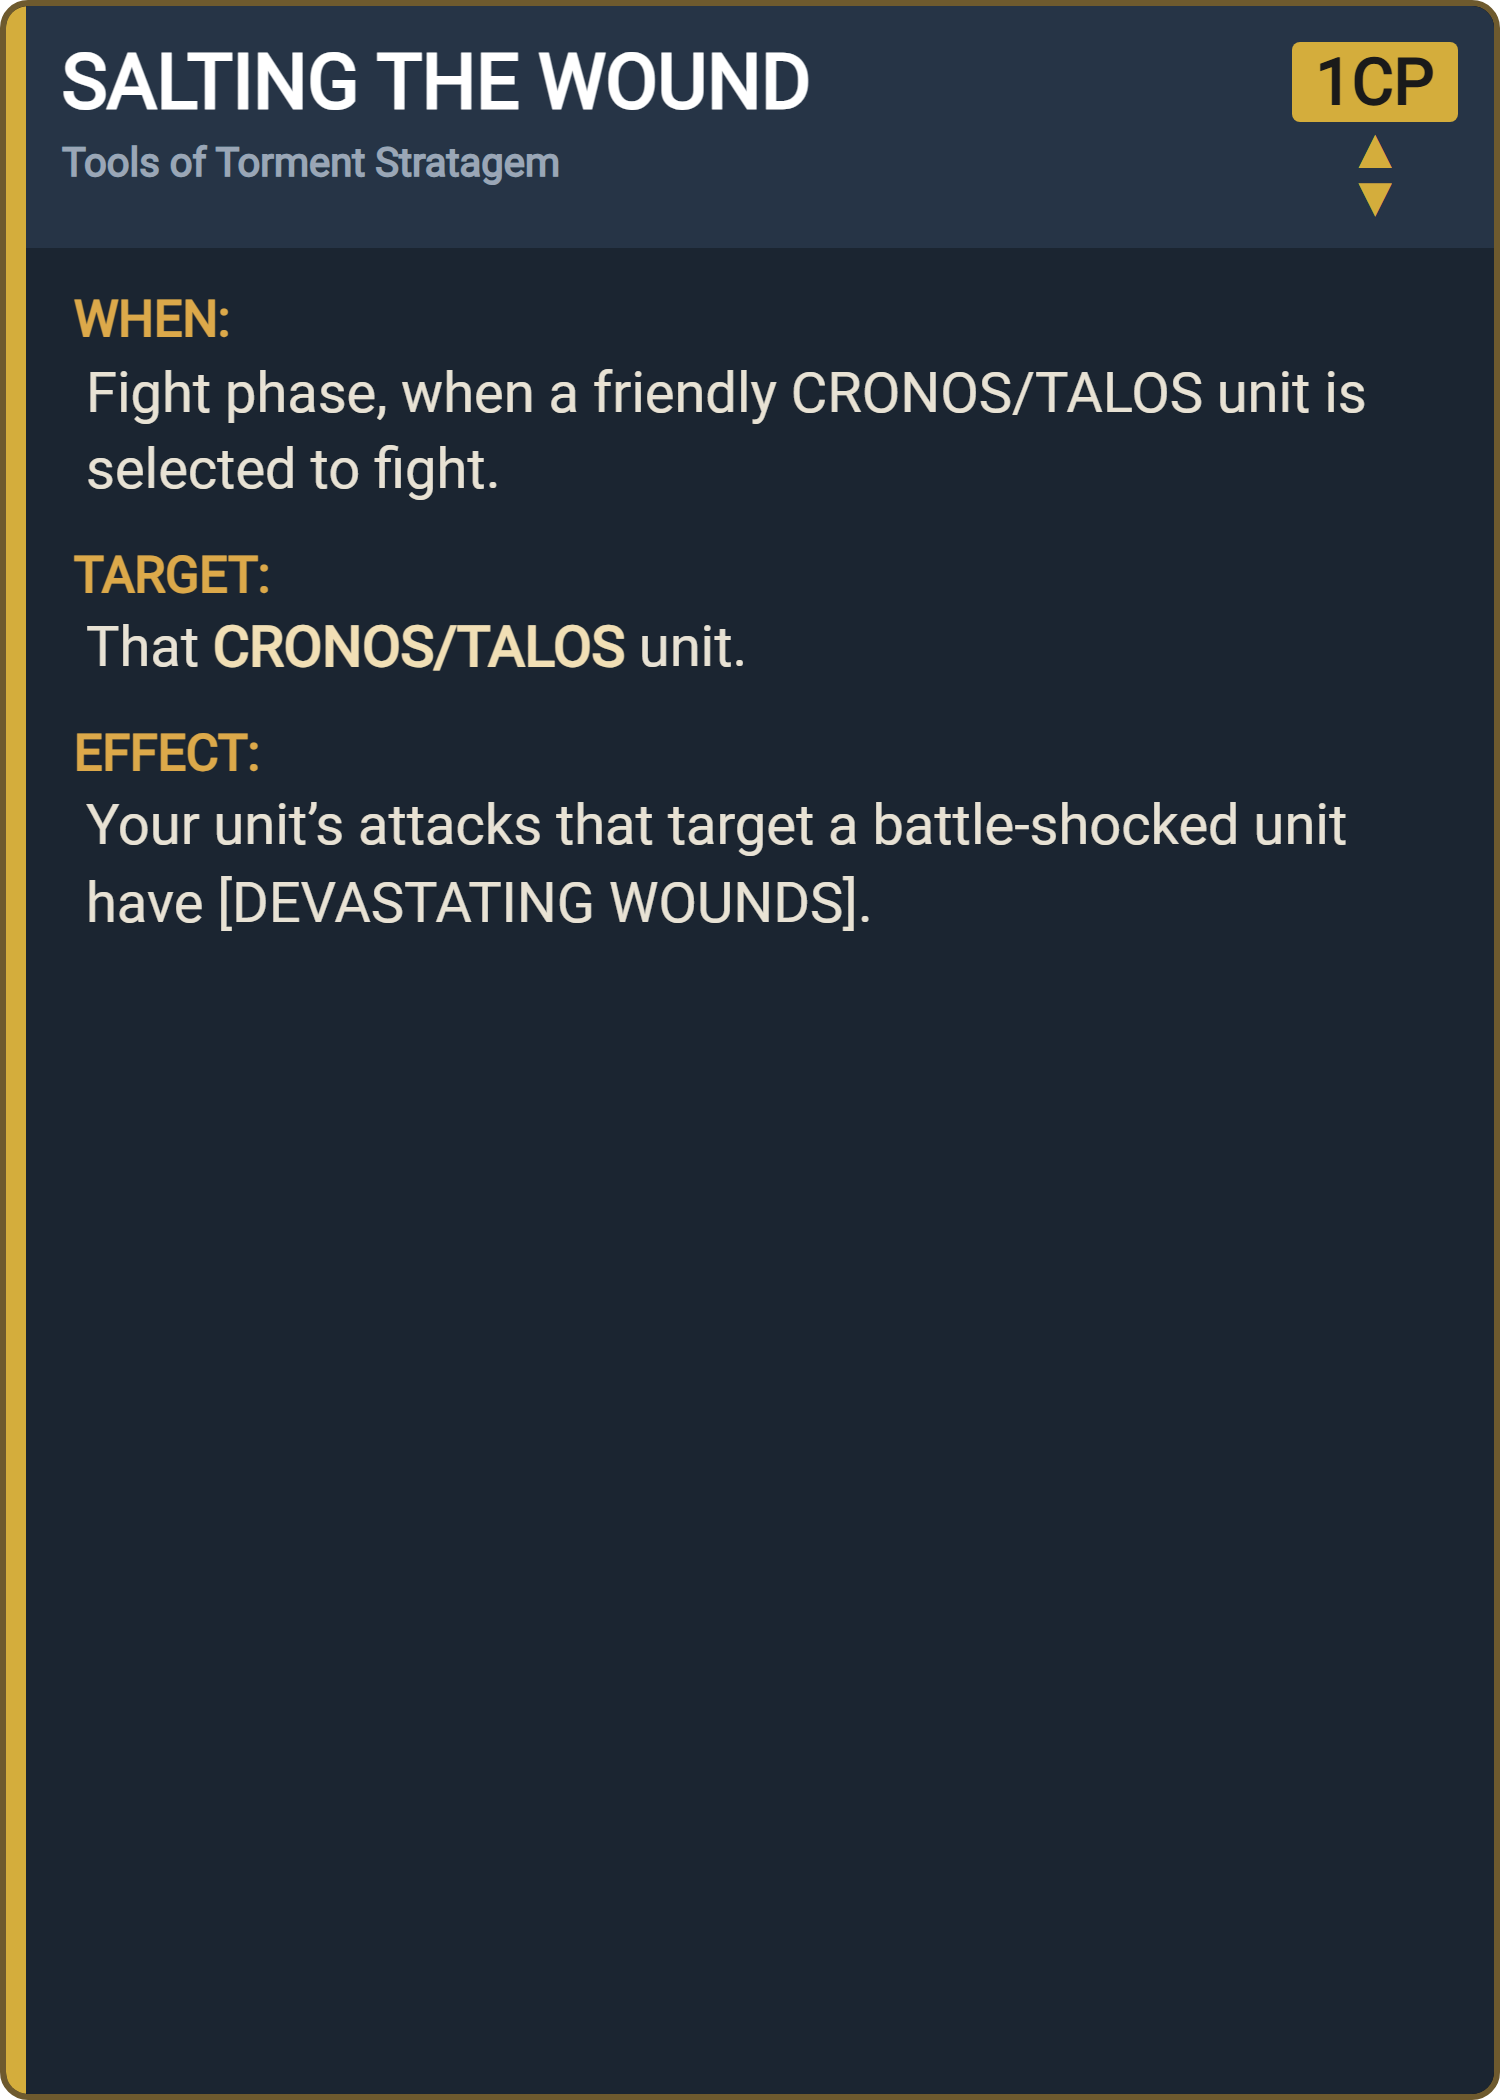 SALTING THE WOUND
1CP
Tools of Torment Stratagem
▲
▼
WHEN:
Fight phase, when a friendly CRONOS/TALOS unit is
selected to fight.
TARGET:
That CRONOS/TALOS unit.
EFFECT:
Your unit’s attacks that target a battle-shocked unit
have [DEVASTATING WOUNDS].